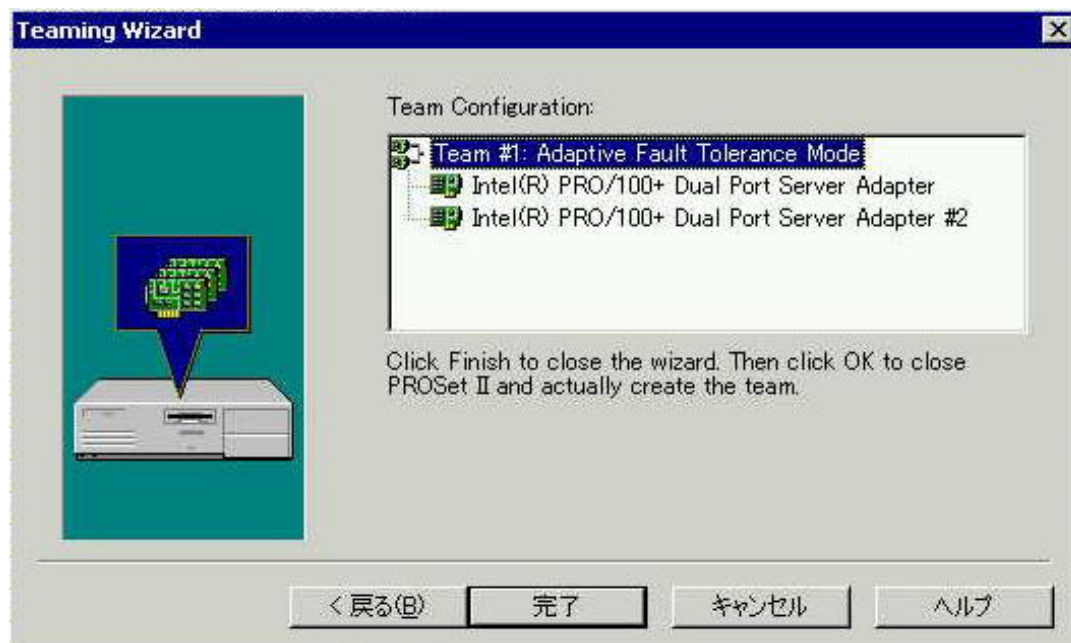 Teaming Wizard
Team Configuration:
Team #1: Adaptive Fault Tolerance Mode
Intel(R) PRO/100+ Dual Port Server Adapter
Intel(R) PRO/100+ Dual Port Server Adapter #2
Click Finish to close the wizard. Then click OK to close
PROSet II and actually create the team.
< 戻る(B)
完了
キャンセル
ヘルプ